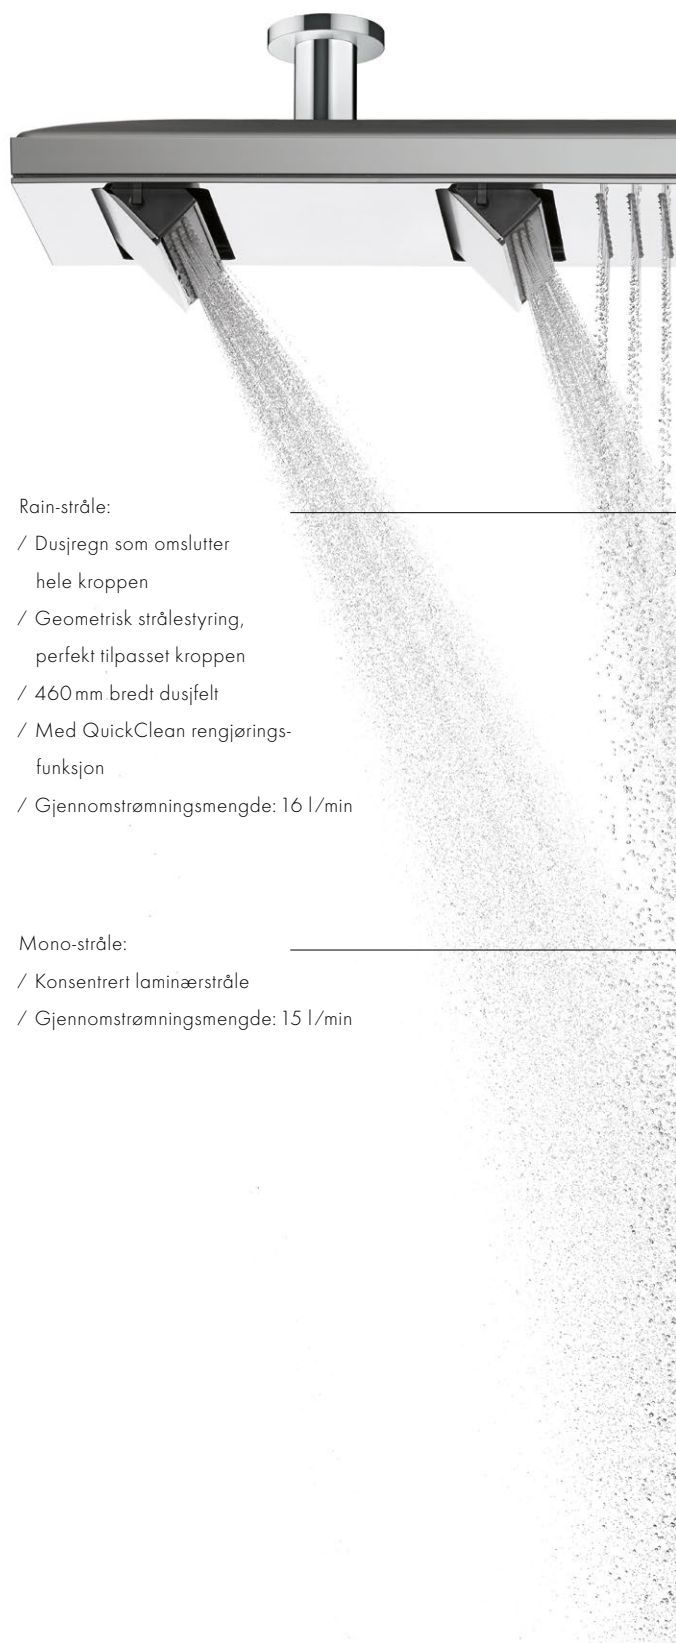 Rain-stråle:
/ Dusjregn som omslutter
hele kroppen
/ Geometrisk strålestyring,
perfekt tilpasset kroppen
/ 460 mm bredt dusjfelt
/ Med QuickClean rengjørings-
funksjon
/ Gjennomstrømningsmengde: 16 l/min
Mono-stråle:
/ Konsentrert laminærstråle
/ Gjennomstrømningsmengde: 15 l/min